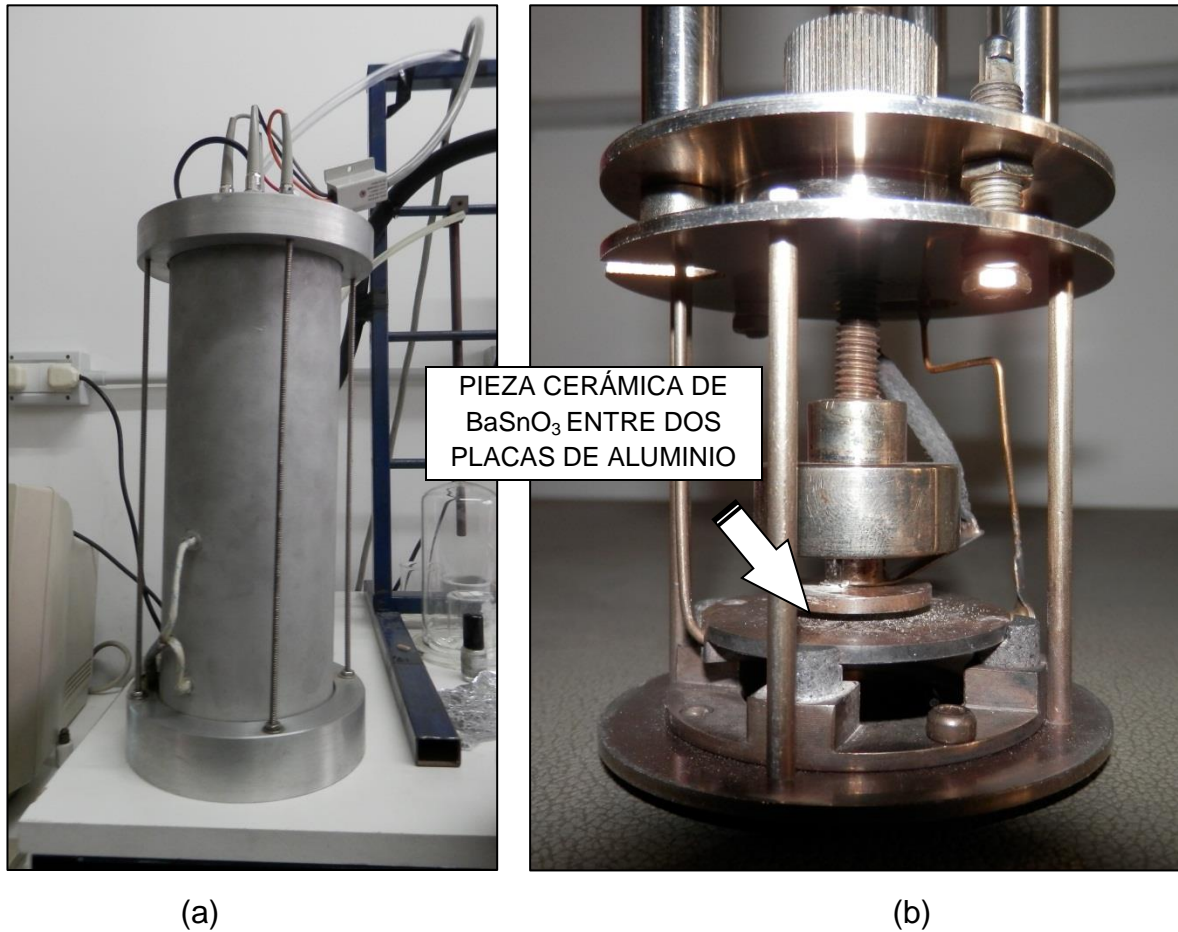 PIEZA CERÁMICA DE
BaSnO₃ ENTRE DOS
PLACAS DE ALUMINIO
(a)
(b)